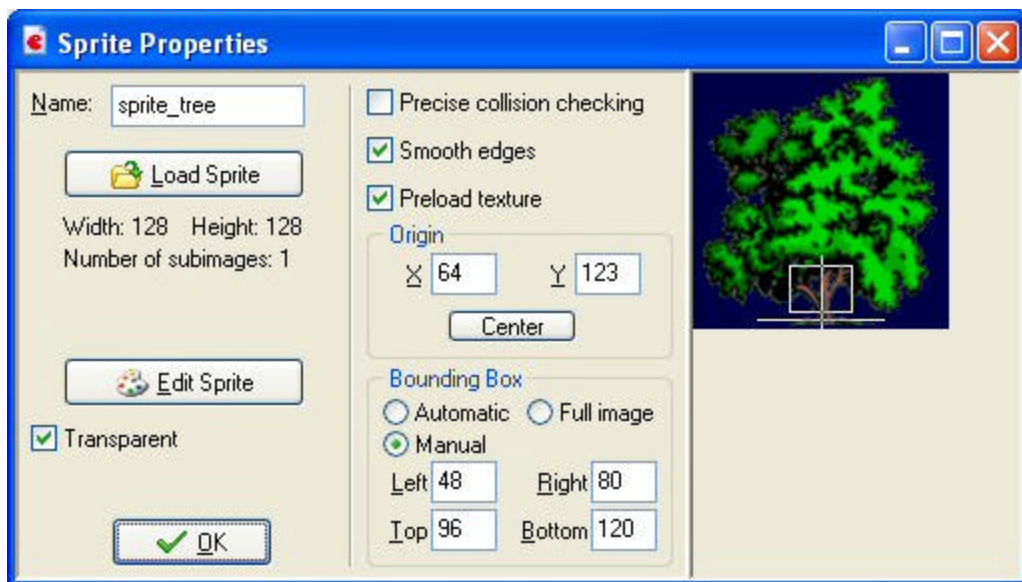 Sprite Properties
Name: sprite_tree
Load Sprite
Width: 128 Height: 128
Number of subimages: 1
Edit Sprite
Transparent
OK
Precise collision checking
Smooth edges
Preload texture
Origin
X 64 Y 123
Center
Bounding Box
Automatic Full image
Manual
Left 48 Right 80
Top 96 Bottom 120